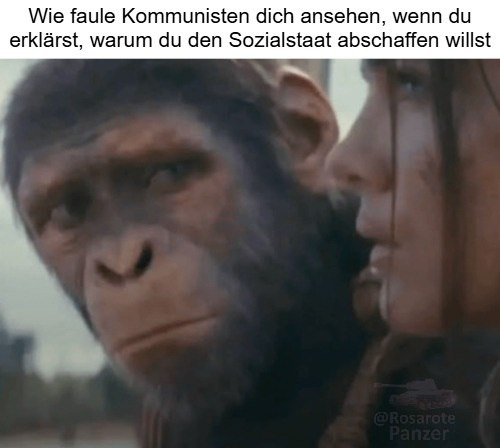 Wie faule Kommunisten dich ansehen, wenn du
erklärst, warum du den Sozialstaat abschaffen willst
@Rosarote
Panzer